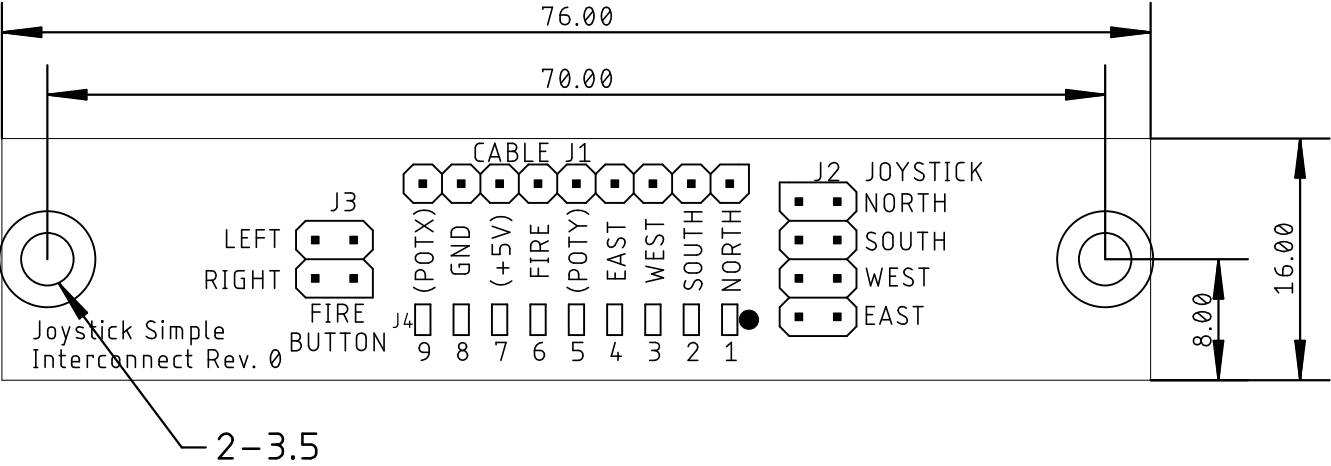 76.00
70.00
CABLE J1
J2 JOYSTICK
NORTH
SOUTH
WEST
EAST
J3
LEFT
RIGHT
FIRE
BUTTON
(POTX)
GND
(+5V)
FIRE
(POTY)
EAST
WEST
SOUTH
NORTH
J4
9 8 7 6 5 4 3 2 1
Joystick Simple
Interconnect Rev. 0
16.00
8.00
2-3.5